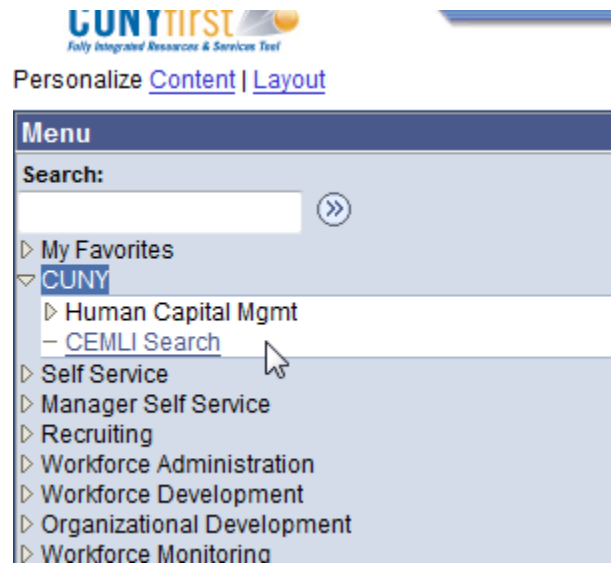 CUNYfirst
Fully Integrated Resources & Services Tool
Personalize Content | Layout
Menu
Search:
My Favorites
CUNY
Human Capital Mgmt
CEMLI Search
Self Service
Manager Self Service
Recruiting
Workforce Administration
Workforce Development
Organizational Development
Workforce Monitoring